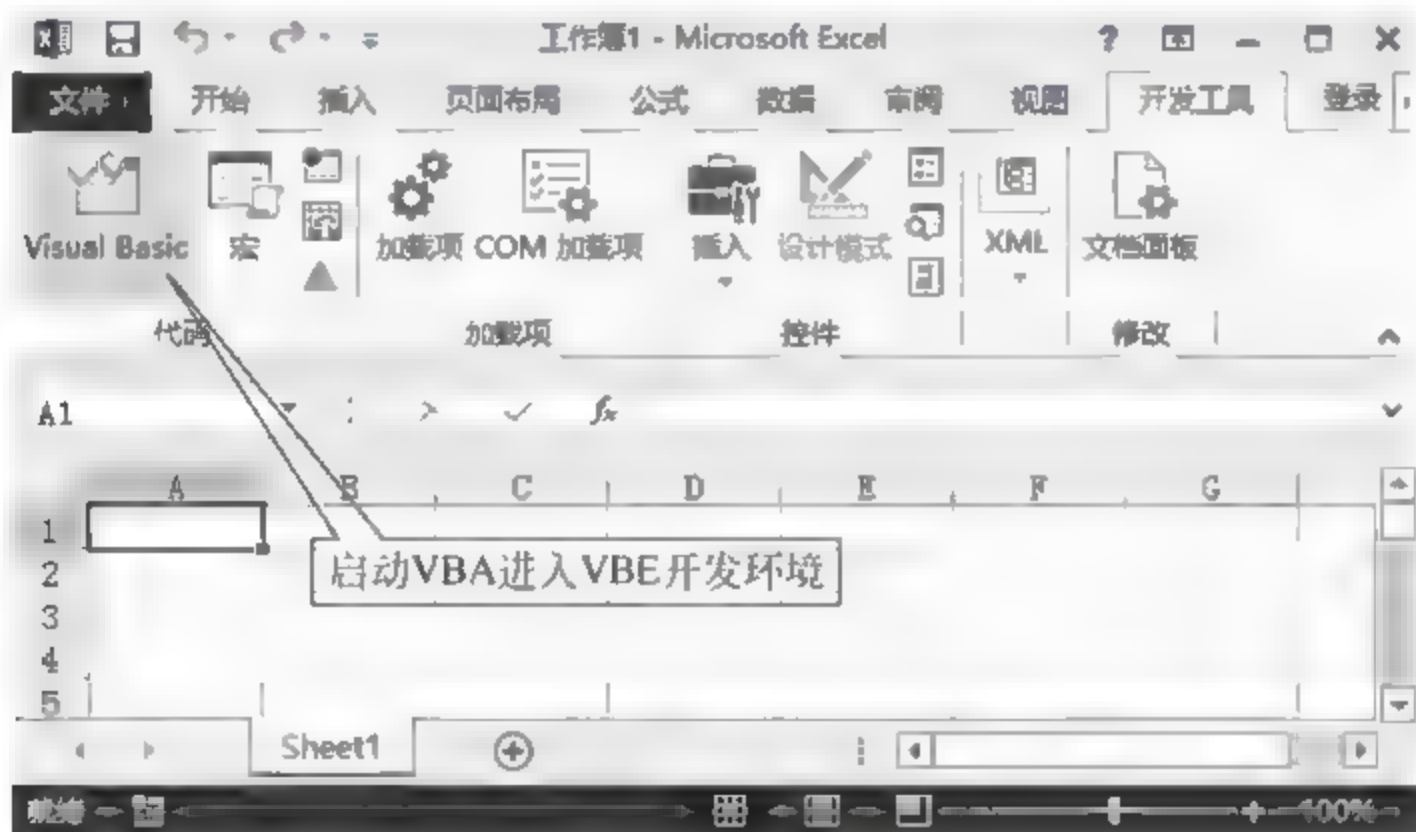 工作簿1 - Microsoft Excel ?
文件 开始 插入 页面布局 公式 数据 审阅 视图 开发工具 登录
Visual Basic 宏 加载项 COM 加载项 插入 设计模式 XML 文档面板
代码 加载项 控件 修改
A1 fx
A B C D E F G
1
2
3
4
5
启动VBA进入VBE开发环境
Sheet1
就绪 100%